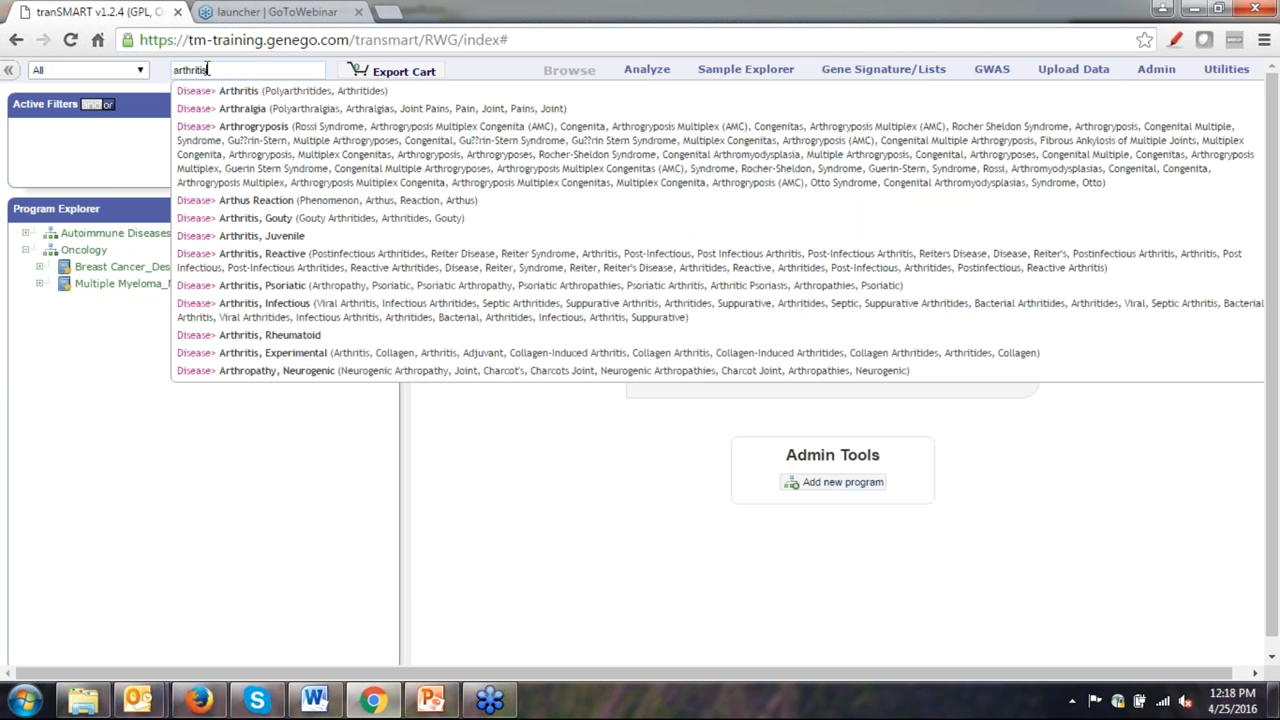 tranSMART v1.2.4 (GPL, O
launcher | GoToWebinar
https://tm-training.genego.com/transmart/RWG/index#
All
arthritis
Export Cart
Browse
Analyze
Sample Explorer
Gene Signature/Lists
GWAS
Upload Data
Admin
Utilities
Active Filters and or
Disease> Arthritis (Polyarthritides, Arthritides)
Disease> Arthralgia (Polyarthralgias, Arthralgias, Joint Pains, Pain, Joint, Pains, Joint)
Disease> Arthrogryposis (Rossi Syndrome, Arthrogryposis Multiplex Congenita (AMC), Congenita, Arthrogryposis Multiplex (AMC), Congenitas, Arthrogryposis Multiplex (AMC), Rocher Sheldon Syndrome, Arthrogryposis, Congenital Multiple,
Syndrome, Gu??rin-Stern, Multiple Arthrogryposes, Congenital, Gu??rin Stern Syndrome, Gu??rin-Stern Syndrome, Multiplex Congenitas, Arthrogryposis (AMC), Congenital Multiple Arthrogryposis, Fibrous Ankylosis of Multiple Joints, Multiplex
Congenita, Arthrogryposis, Multiplex Congenitas, Arthrogryposis, Arthrogryposes, Rocher-Sheldon Syndrome, Congenital Arthromyodysplasia, Multiple Arthrogryposis, Congenital, Arthrogryposes, Congenital Multiple, Congenitas, Arthrogryposis
Multiplex, Guerin Stern Syndrome, Congenital Multiple Arthrogryposes, Arthrogryposis Multiplex Congenitas (AMC), Syndrome, Rocher-Sheldon, Syndrome, Guerin-Stern, Syndrome, Rossi, Arthromyodysplasias, Congenital, Congenita,
Arthrogryposis Multiplex, Arthrogryposis Multiplex Congenitas, Arthrogryposis Multiplex Congenitas, Multiplex Congenita, Arthrogryposis (AMC), Otto Syndrome, Congenital Arthromyodysplasias, Syndrome, Otto)
Disease> Arthus Reaction (Phenomenon, Arthus, Reaction, Arthus)
Disease> Arthritis, Gouty (Gouty Arthritides, Arthritides, Gouty)
Disease> Arthritis, Juvenile
Disease> Arthritis, Reactive (Postinfectious Arthritides, Reiter Disease, Reiter Syndrome, Arthritis, Post-Infectious, Post Infectious Arthritis, Post-Infectious Arthritis, Reiters Disease, Disease, Reiter's, Postinfectious Arthritis, Arthritis, Post
Infectious, Post-Infectious Arthritides, Reactive Arthritides, Disease, Reiter, Syndrome, Reiter, Reiter's Disease, Arthritides, Reactive, Arthritides, Post-Infectious, Arthritides, Postinfectious, Reactive Arthritis)
Disease> Arthritis, Psoriatic (Arthropathy, Psoriatic, Psoriatic Arthropathy, Psoriatic Arthropathies, Psoriatic Arthritis, Arthritic Psoriasis, Arthropathies, Psoriatic)
Disease> Arthritis, Infectious (Viral Arthritis, Infectious Arthritides, Septic Arthritides, Suppurative Arthritis, Arthritides, Suppurative, Arthritides, Septic, Suppurative Arthritides, Bacterial Arthritides, Arthritides, Viral, Septic Arthritis, Bacterial
Arthritis, Viral Arthritides, Infectious Arthritis, Arthritides, Bacterial, Arthritides, Infectious, Arthritis, Suppurative)
Disease> Arthritis, Rheumatoid
Disease> Arthritis, Experimental (Arthritis, Collagen, Arthritis, Adjuvant, Collagen-Induced Arthritis, Collagen Arthritis, Collagen-Induced Arthritides, Collagen Arthritides, Arthritides, Collagen)
Disease> Arthropathy, Neurogenic (Neurogenic Arthropathy, Joint, Charcot's, Charcots Joint, Neurogenic Arthropathies, Charcot Joint, Arthropathies, Neurogenic)
Program Explorer
Autoimmune Diseases
Oncology
Breast Cancer_Des
Multiple Myeloma_
Admin Tools
Add new program
12:18 PM
4/25/2016